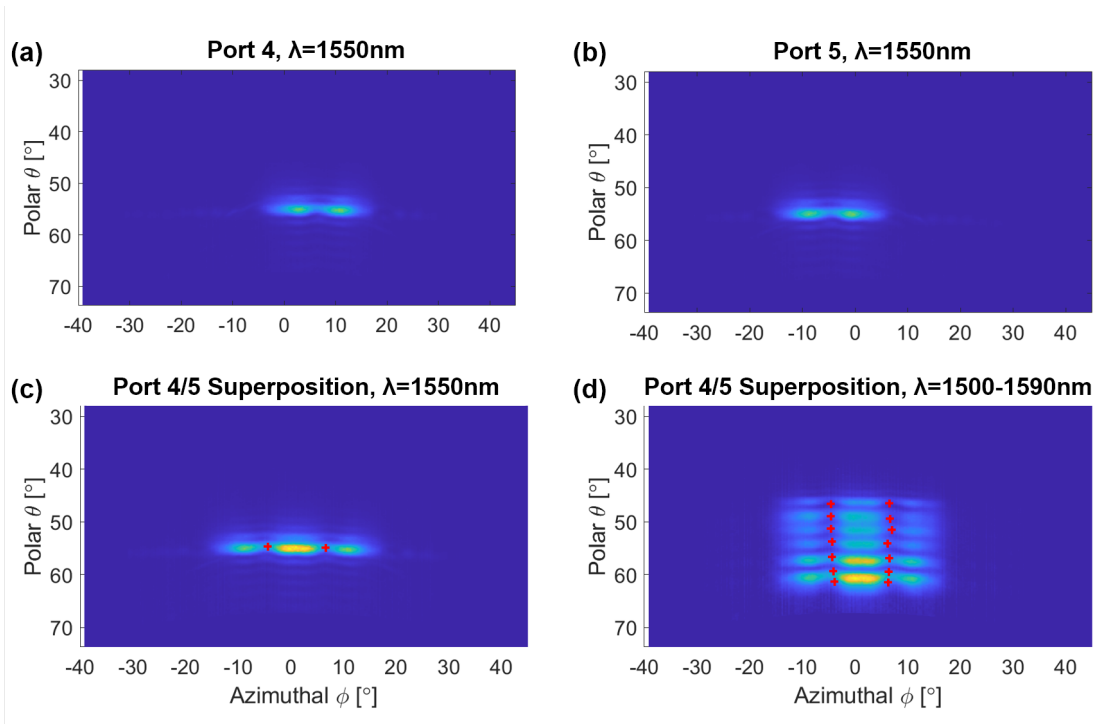 (a) Port 4, λ=1550nm
30
40
50
60
70
Polar θ [°]
-40 -30 -20 -10 0 10 20 30 40
(b) Port 5, λ=1550nm
30
40
50
60
70
Polar θ [°]
-40 -30 -20 -10 0 10 20 30 40
(c) Port 4/5 Superposition, λ=1550nm
30
40
50
60
70
Polar θ [°]
-40 -30 -20 -10 0 10 20 30 40
Azimuthal ϕ [°]
(d) Port 4/5 Superposition, λ=1500-1590nm
30
40
50
60
70
Polar θ [°]
-40 -30 -20 -10 0 10 20 30 40
Azimuthal ϕ [°]